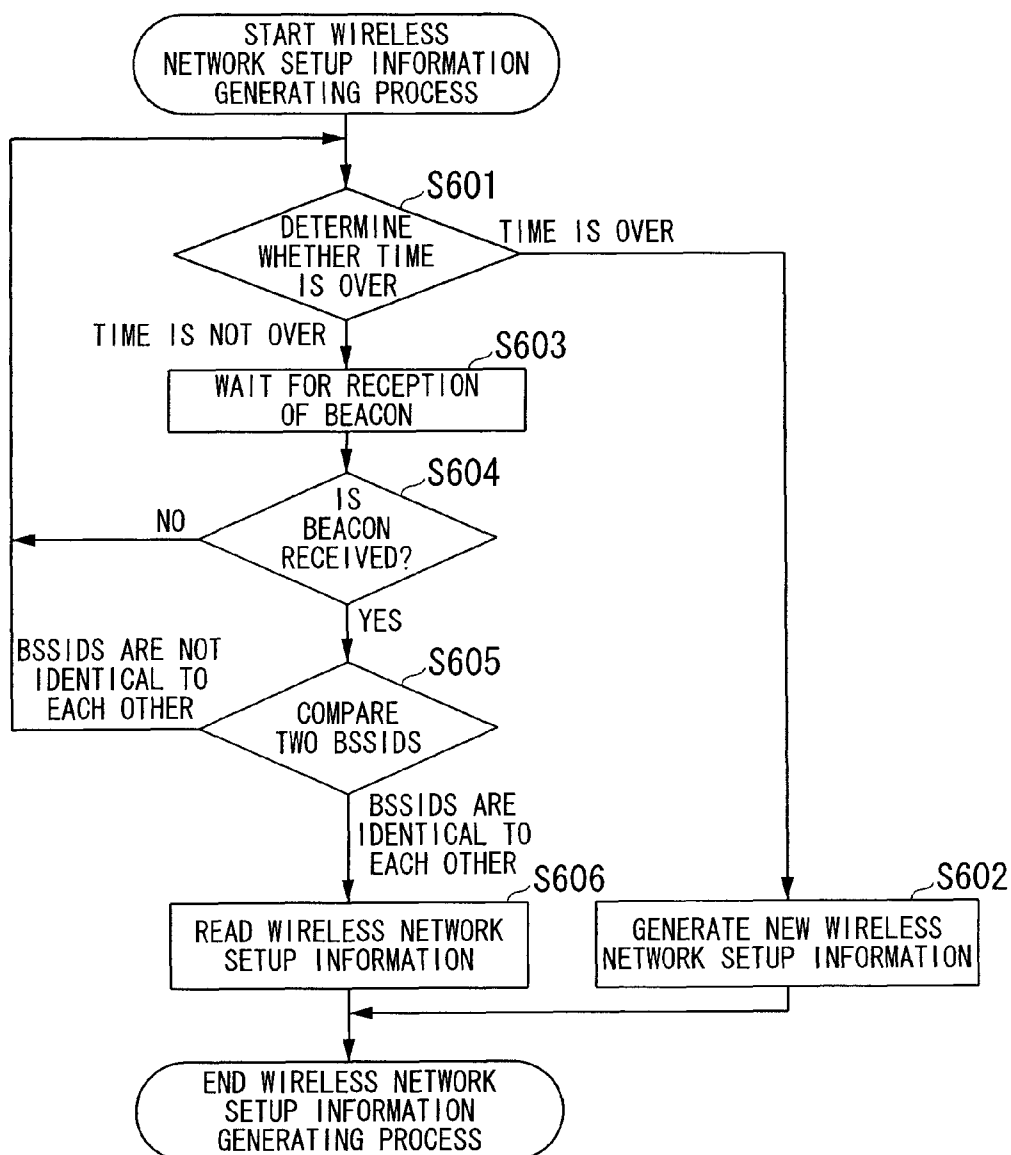 START WIRELESS
NETWORK SETUP INFORMATION
GENERATING PROCESS
S601
DETERMINE
WHETHER TIME
IS OVER
TIME IS OVER
TIME IS NOT OVER
S603
WAIT FOR RECEPTION
OF BEACON
S604
IS
BEACON
RECEIVED?
NO
YES
BSSIDS ARE NOT
IDENTICAL TO
EACH OTHER
S605
COMPARE
TWO BSSIDS
BSSIDS ARE
IDENTICAL TO
EACH OTHER
S606
READ WIRELESS NETWORK
SETUP INFORMATION
S602
GENERATE NEW WIRELESS
NETWORK SETUP INFORMATION
END WIRELESS NETWORK
SETUP INFORMATION
GENERATING PROCESS